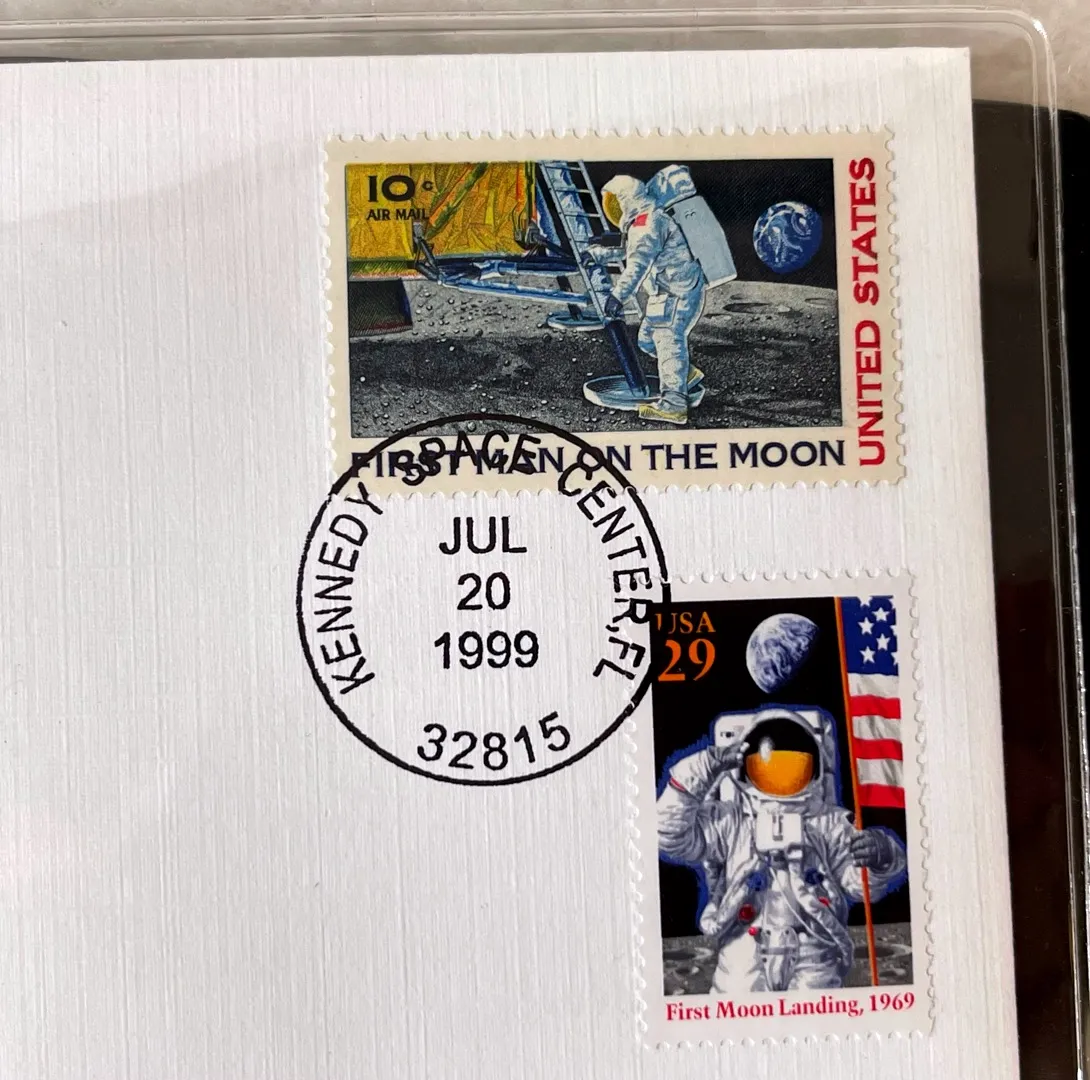 10c
AIR MAIL
UNITED STATES
FIRST MAN ON THE MOON
KENNEDY SPACE CENTER, FL
JUL
20
1999
32815
USA
29
First Moon Landing, 1969